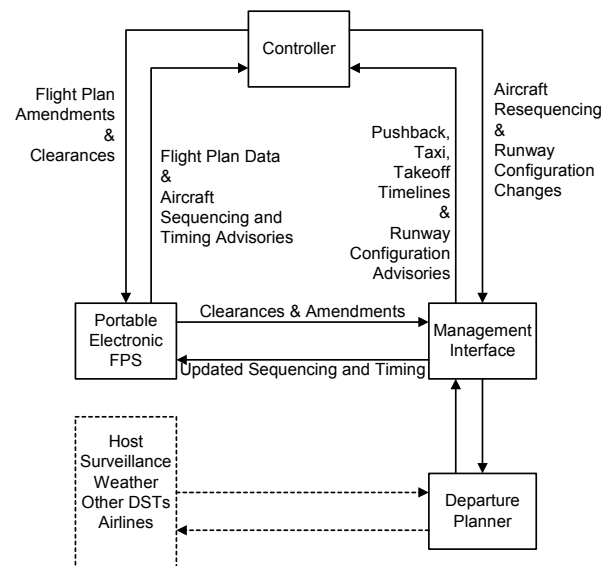 Controller
Flight Plan
Amendments
&
Clearances
Flight Plan Data
&
Aircraft
Sequencing and
Timing Advisories
Pushback,
Taxi,
Takeoff
Timelines
&
Runway
Configuration
Advisories
Aircraft
Resequencing
&
Runway
Configuration
Changes
Portable
Electronic
FPS
Clearances & Amendments
Updated Sequencing and Timing
Management
Interface
Host
Surveillance
Weather
Other DSTs
Airlines
Departure
Planner